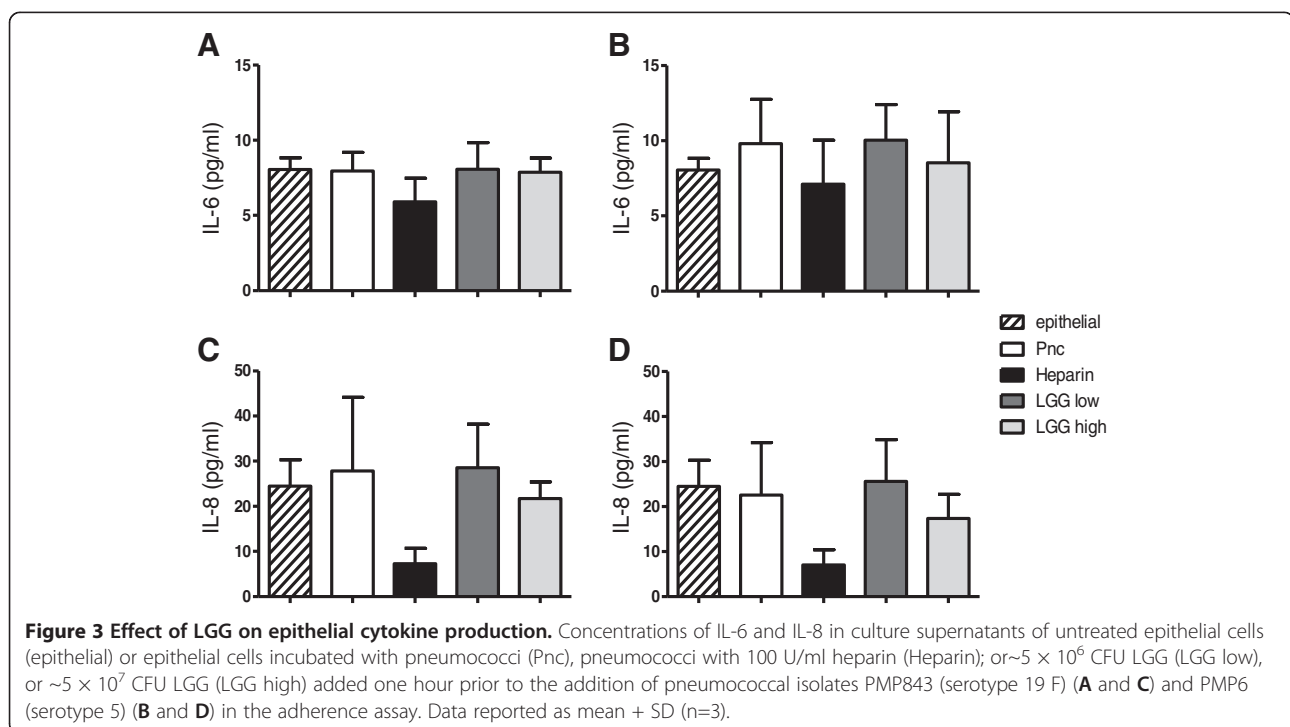 A
B
15
10
5
0
IL-6 (pg/ml)
15
10
5
0
IL-6 (pg/ml)
C
D
50
40
30
20
10
0
IL-8 (pg/ml)
50
40
30
20
10
0
IL-8 (pg/ml)
epithelial
Pnc
Heparin
LGG low
LGG high
Figure 3 Effect of LGG on epithelial cytokine production. Concentrations of IL-6 and IL-8 in culture supernatants of untreated epithelial cells
(epithelial) or epithelial cells incubated with pneumococci (Pnc), pneumococci with 100 U/ml heparin (Heparin); or~5 × 10⁶ CFU LGG (LGG low),
or ~5 × 10⁷ CFU LGG (LGG high) added one hour prior to the addition of pneumococcal isolates PMP843 (serotype 19 F) (A and C) and PMP6
(serotype 5) (B and D) in the adherence assay. Data reported as mean + SD (n=3).